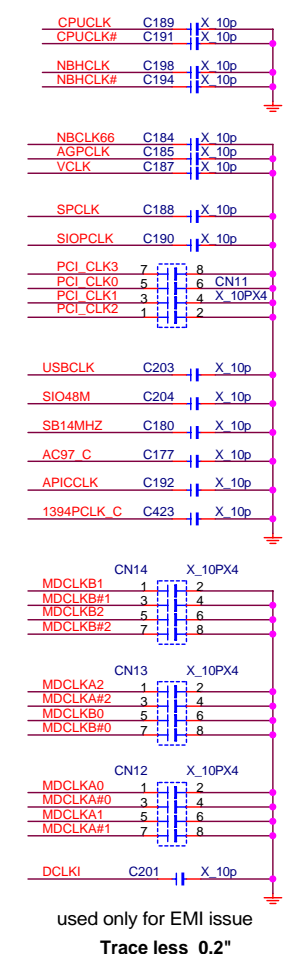 CPUCLK C189 X_10p
CPUCLK# C191 X_10p
NBHCLK C198 X_10p
NBHCLK# C194 X_10p
NBCLK66 C184 X_10p
AGPCLK C185 X_10p
VCLK C187 X_10p
SPCLK C188 X_10p
SIOPCLK C190 X_10p
PCI_CLK3 7 8
PCI_CLK0 5 6 CN11
PCI_CLK1 3 4 X_10PX4
PCI_CLK2 1 2
USBCLK C203 X_10p
SIO48M C204 X_10p
SB14MHZ C180 X_10p
AC97_C C177 X_10p
APICCLK C192 X_10p
1394PCLK_C C423 X_10p
CN14 X_10PX4
MDCLKB1 1 2
MDCLKB#1 3 4
MDCLKB2 5 6
MDCLKB#2 7 8
CN13 X_10PX4
MDCLKA2 1 2
MDCLKA#2 3 4
MDCLKB0 5 6
MDCLKB#0 7 8
CN12 X_10PX4
MDCLKA0 1 2
MDCLKA#0 3 4
MDCLKA1 5 6
MDCLKA#1 7 8
DCLKI C201 X_10p
used only for EMI issue
Trace less 0.2"